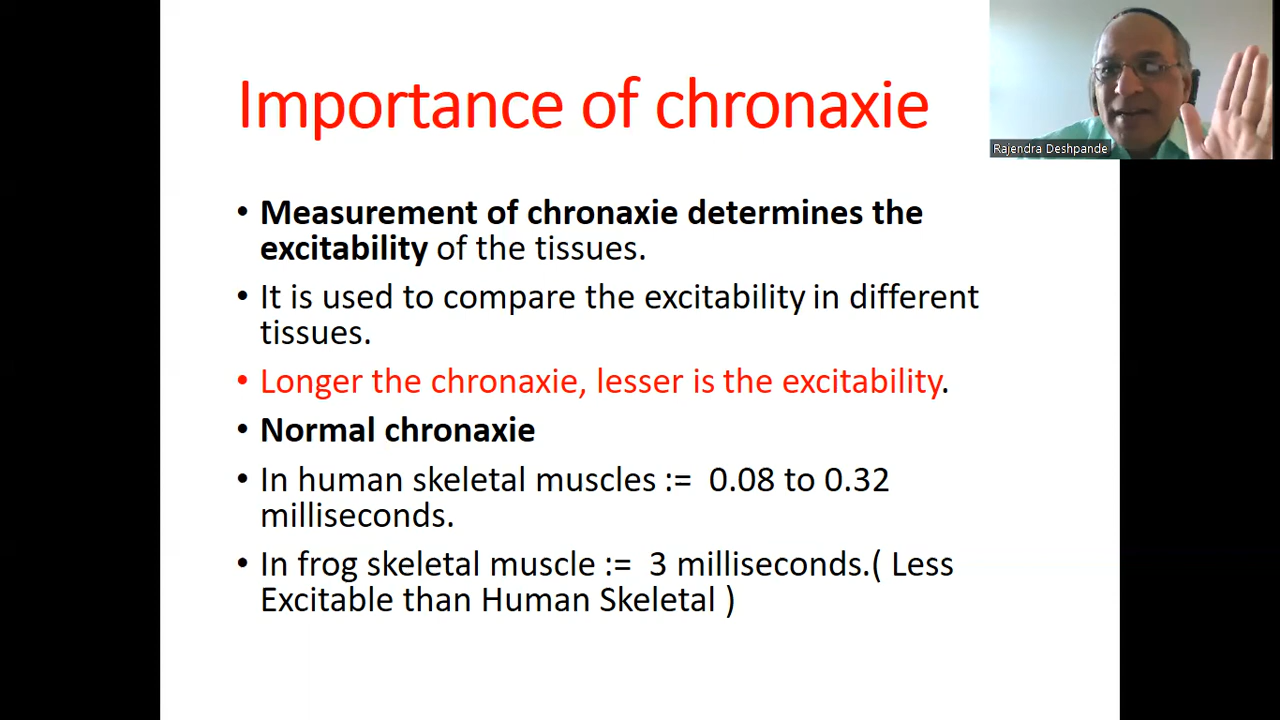 Importance of chronaxie
Rajendra Deshpande
• Measurement of chronaxie determines the
excitability of the tissues.
• It is used to compare the excitability in different
tissues.
• Longer the chronaxie, lesser is the excitability.
• Normal chronaxie
• In human skeletal muscles := 0.08 to 0.32
milliseconds.
• In frog skeletal muscle := 3 milliseconds.( Less
Excitable than Human Skeletal )